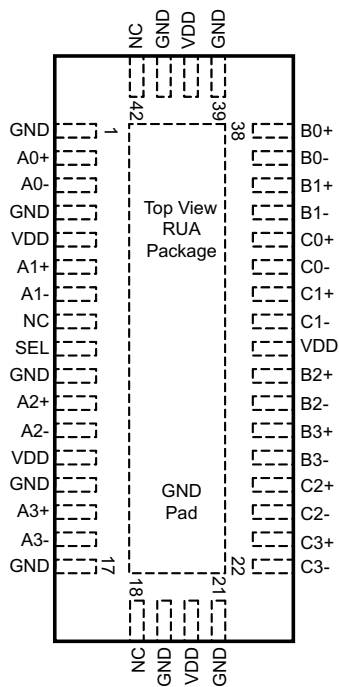 NC GND VDD GND
42 39
GND 1 38 B0+
A0+ B0-
A0- B1+
GND B1-
VDD C0+
A1+ C0-
A1- C1+
NC C1-
SEL VDD
GND B2+
A2+ B2-
A2- B3+
VDD B3-
GND C2+
A3+ C2-
A3- C3+
GND 17 22 C3-
Top View
RUA
Package
GND
Pad
18 21
NC GND VDD GND